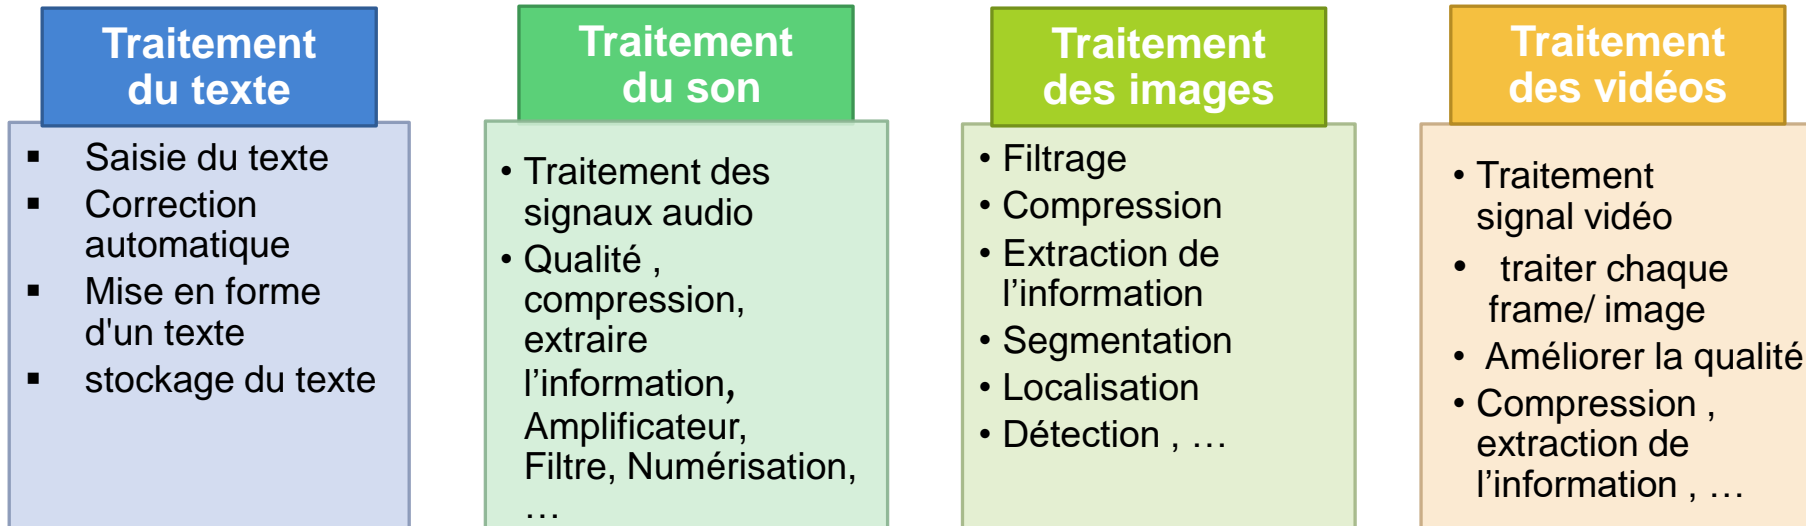 Traitement
du texte
▪ Saisie du texte
▪ Correction
automatique
▪ Mise en forme
d'un texte
▪ stockage du texte
Traitement
du son
• Traitement des
signaux audio
• Qualité ,
compression,
extraire
l’information,
Amplificateur,
Filtre, Numérisation,
…
Traitement
des images
• Filtrage
• Compression
• Extraction de
l’information
• Segmentation
• Localisation
• Détection , …
Traitement
des vidéos
• Traitement
signal vidéo
• traiter chaque
frame/ image
• Améliorer la qualité
• Compression ,
extraction de
l’information , …